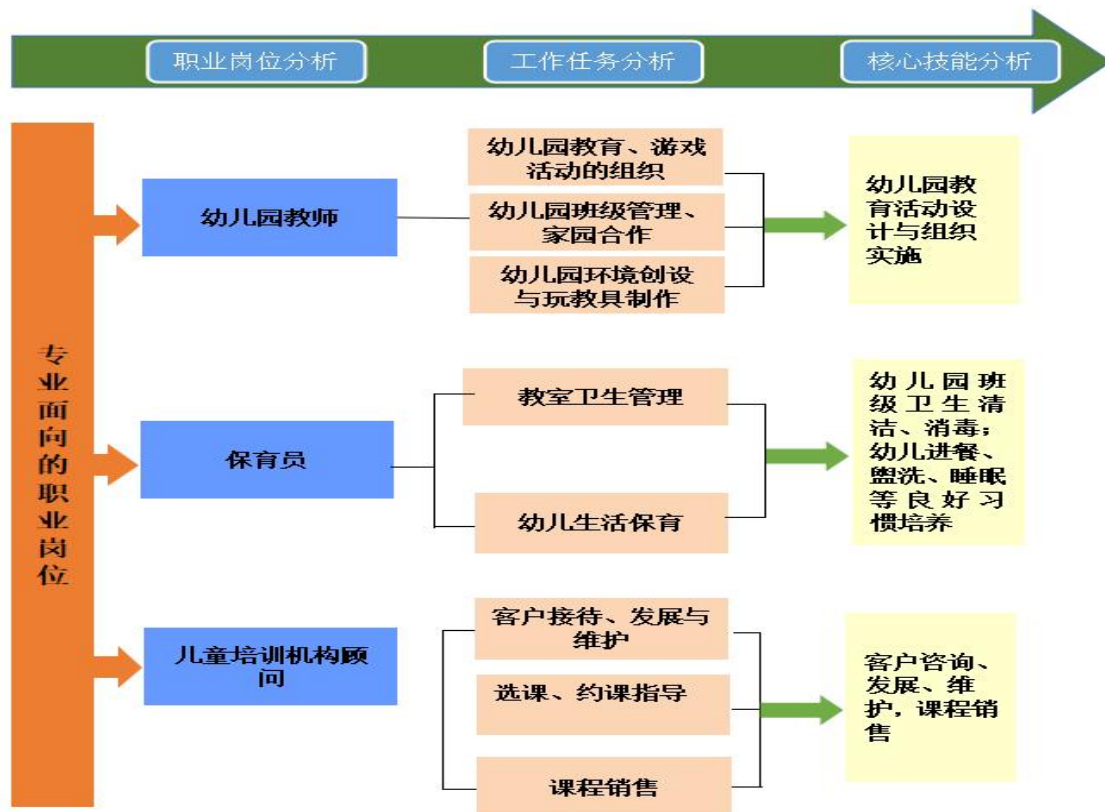 职业岗位分析
工作任务分析
核心技能分析
专业面向的职业岗位
幼儿园教师
幼儿园教育、游戏
活动的组织
幼儿园班级管理、
家园合作
幼儿园环境创设
与玩教具制作
幼儿园教
育活动设
计与组织
实施
保育员
教室卫生管理
幼儿生活保育
幼儿园班
级卫生清
洁、消毒；
幼儿进餐、
盥洗、睡眠
等良好习
惯培养
儿童培训机构顾
问
客户接待、发展与
维护
选课、约课指导
课程销售
客户咨询、
发展、维
护，课程销
售